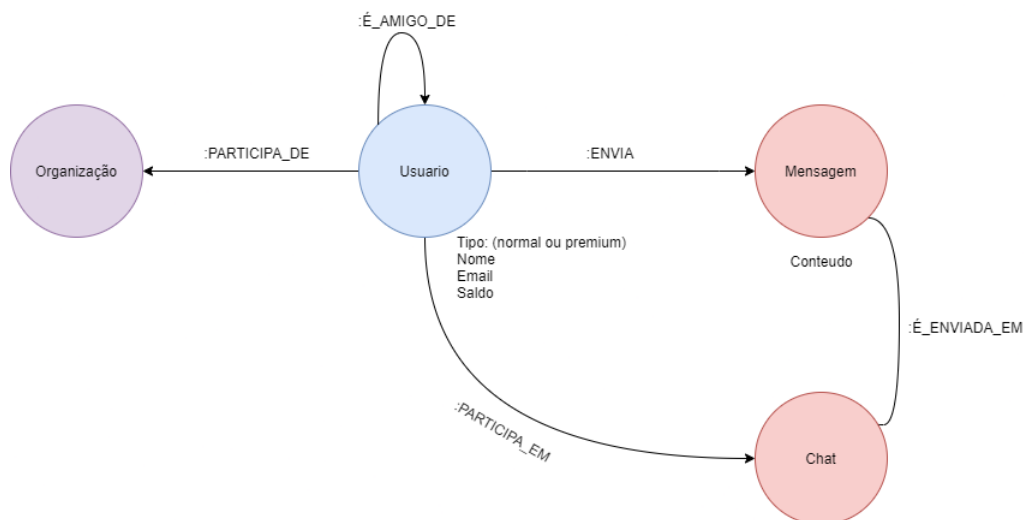 :É_AMIGO_DE
Organização
:PARTICIPA_DE
Usuario
:ENVIA
Mensagem
Tipo: (normal ou premium)
Nome
Email
Saldo
Conteudo
:É_ENVIADA_EM
:PARTICIPA_EM
Chat